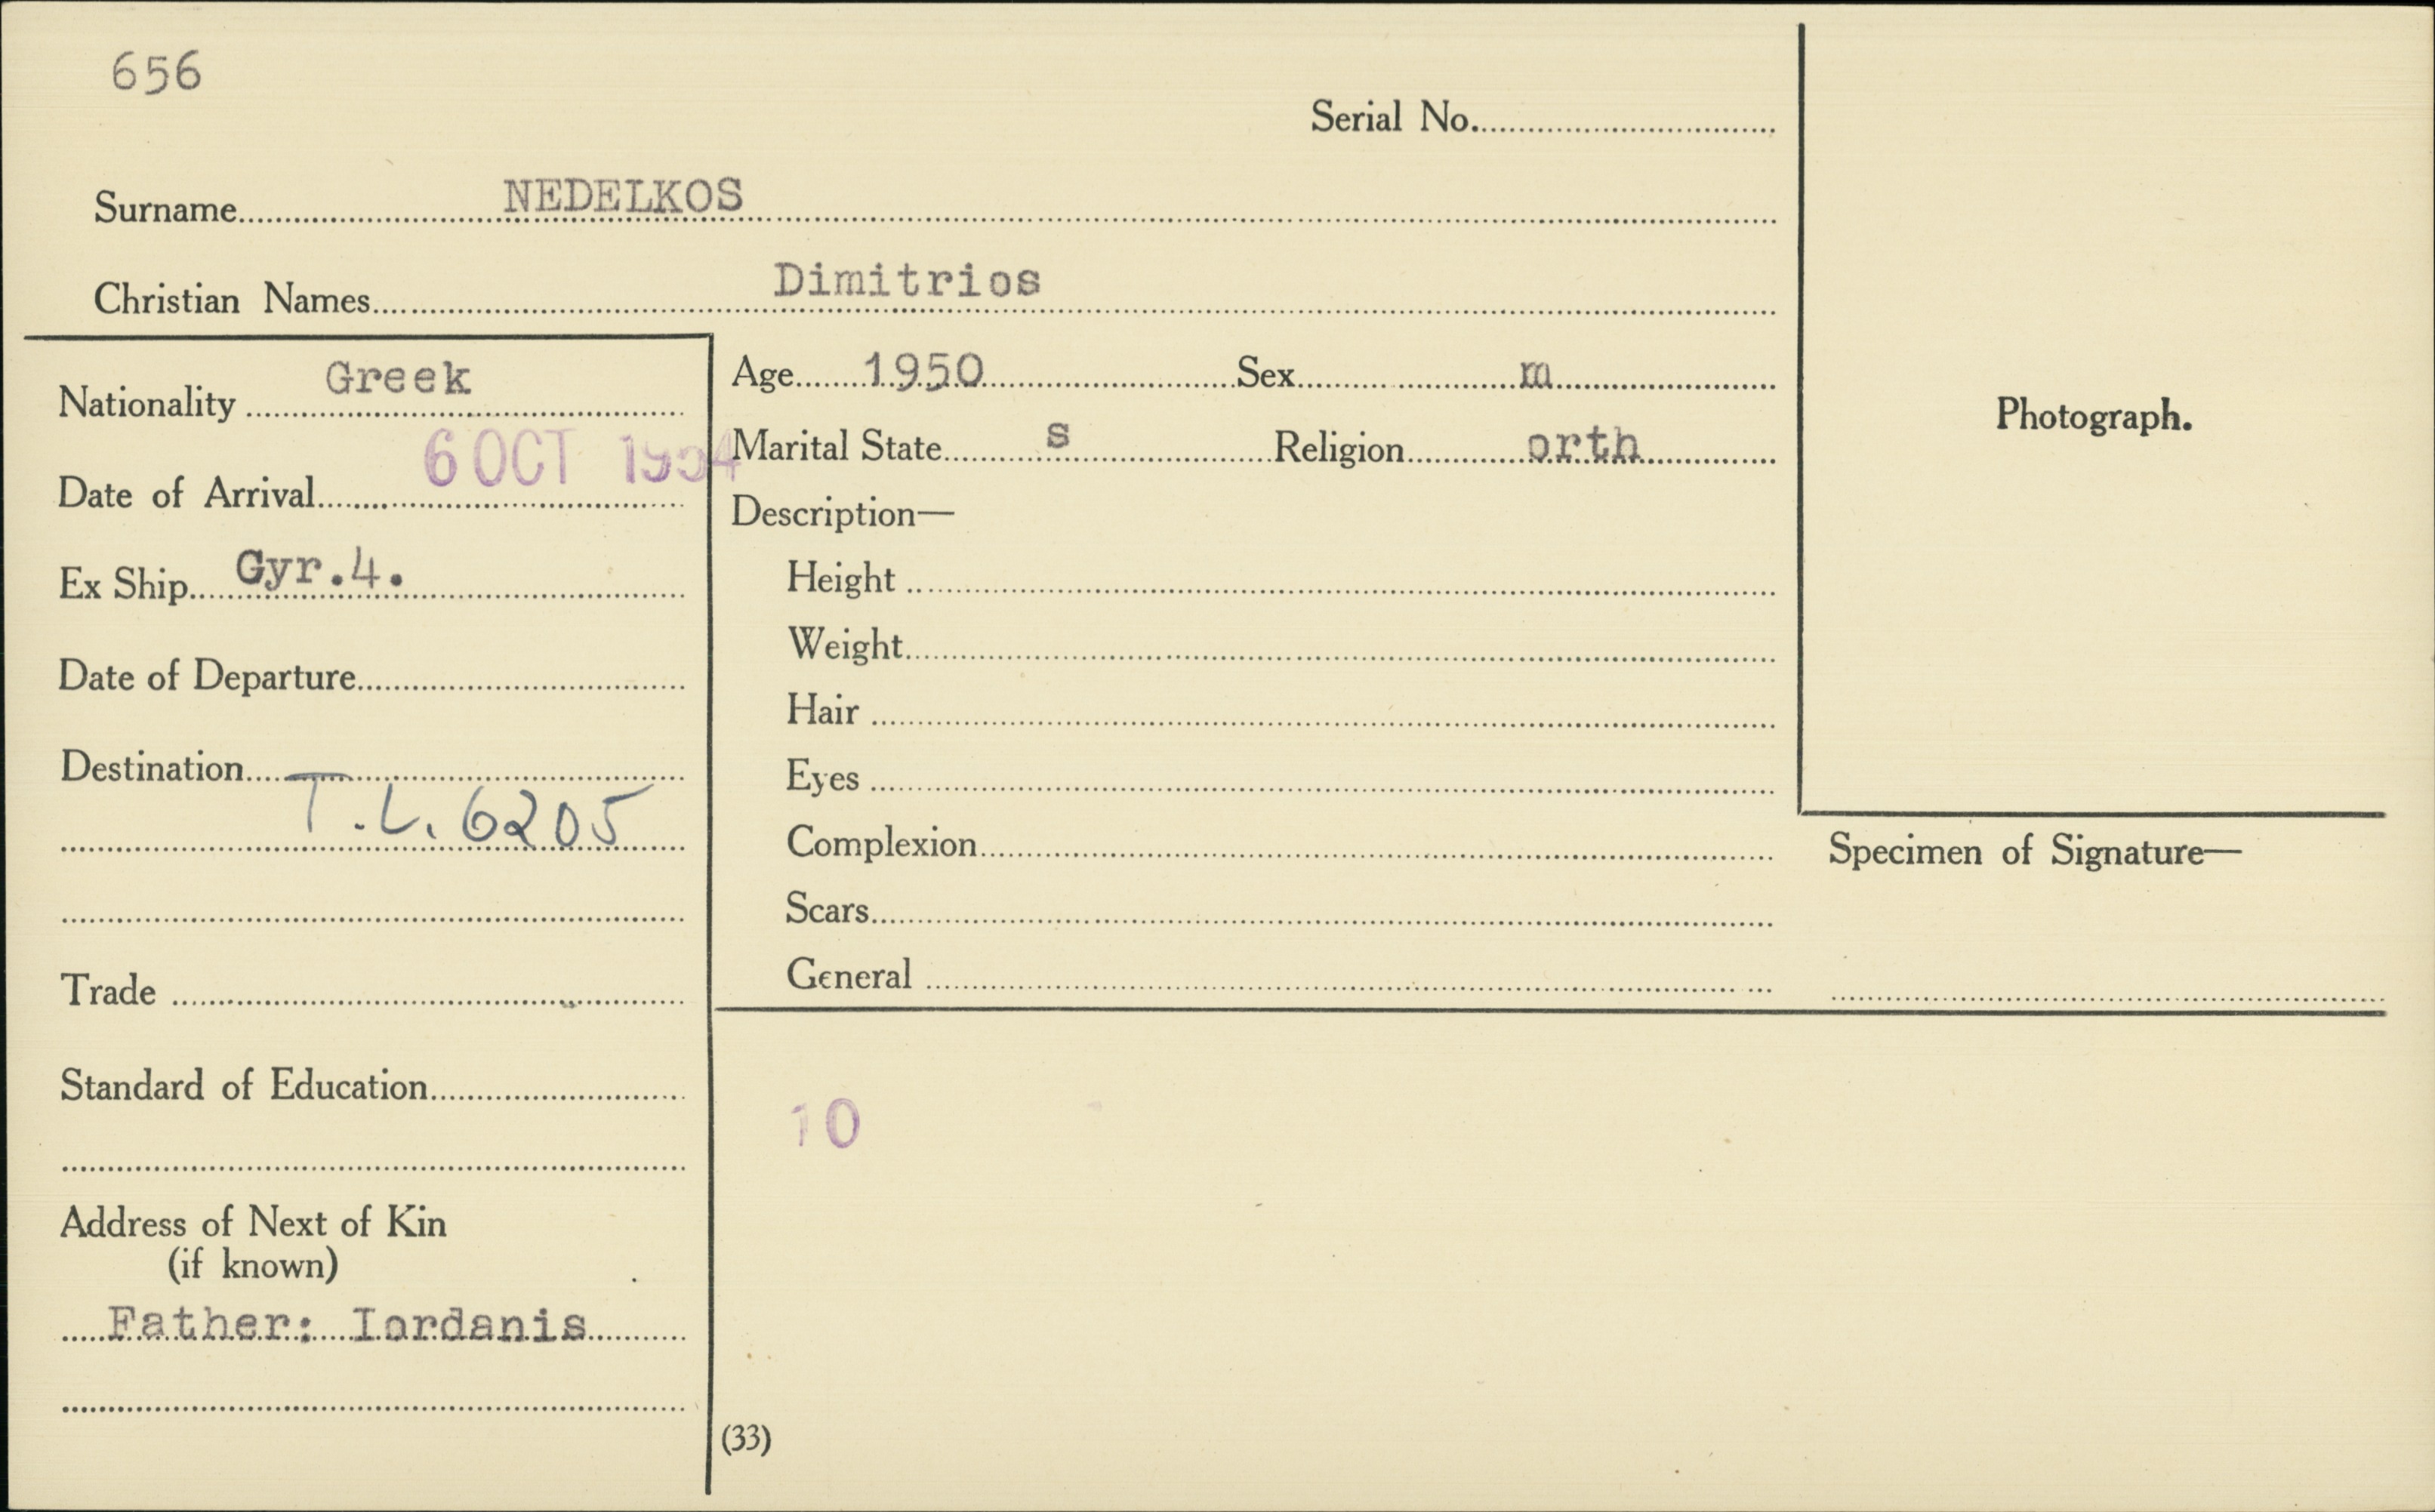 656
Serial No.
Surname NEDELKOS
Christian Names Dimitrios
Nationality Greek
Date of Arrival 6 OCT 1954
Ex Ship Gyr.4.
Date of Departure
Destination
T.L. 6205
Trade
Standard of Education
Address of Next of Kin
(if known)
Father: Iordanis
Age 1950 Sex m
Marital State s Religion orth
Description—
Height
Weight
Hair
Eyes
Complexion
Scars
General
Photograph.
Specimen of Signature—
10
(33)